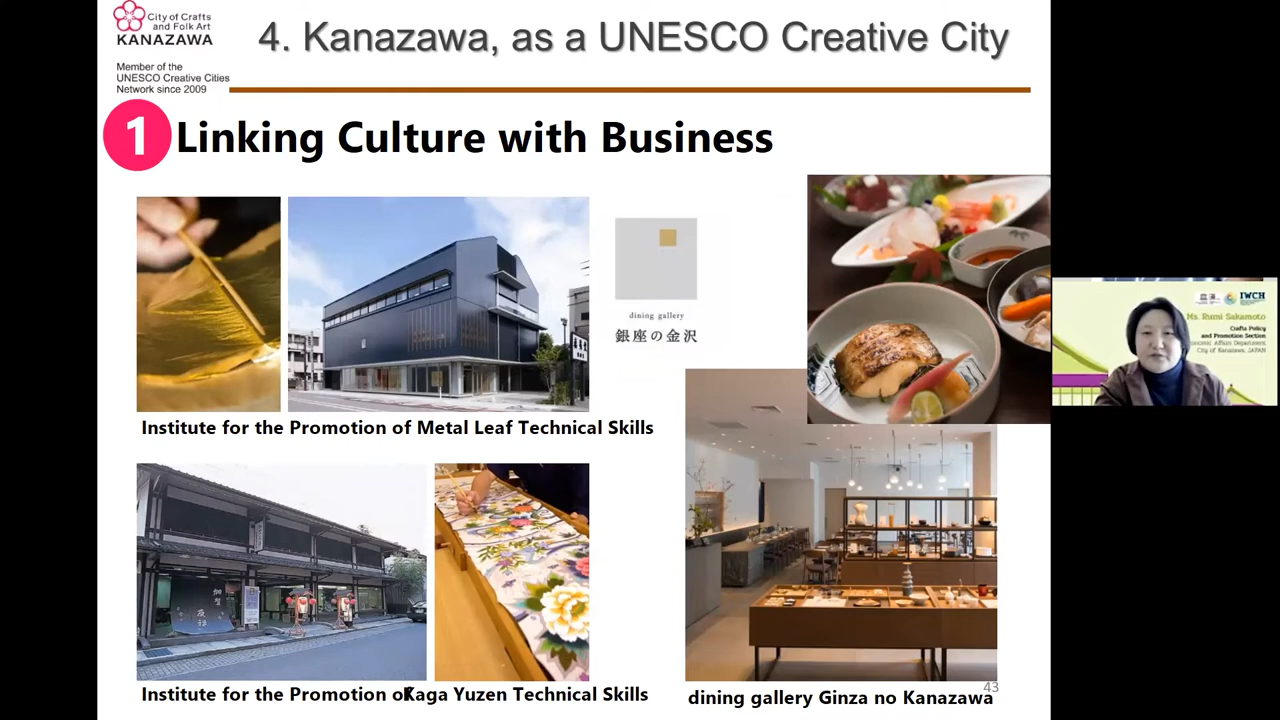 City of Crafts
and Folk Art
KANAZAWA
Member of the
UNESCO Creative Cities
Network since 2009
4. Kanazawa, as a UNESCO Creative City
1 Linking Culture with Business
dining gallery
銀座の金沢
Institute for the Promotion of Metal Leaf Technical Skills
Institute for the Promotion of Kaga Yuzen Technical Skills
dining gallery Ginza no Kanazawa
43
IWCH
Ms. Rumi Sakamoto
Crafts Policy
and Promotion Section
Economic Affairs Department,
City of Kanazawa, JAPAN